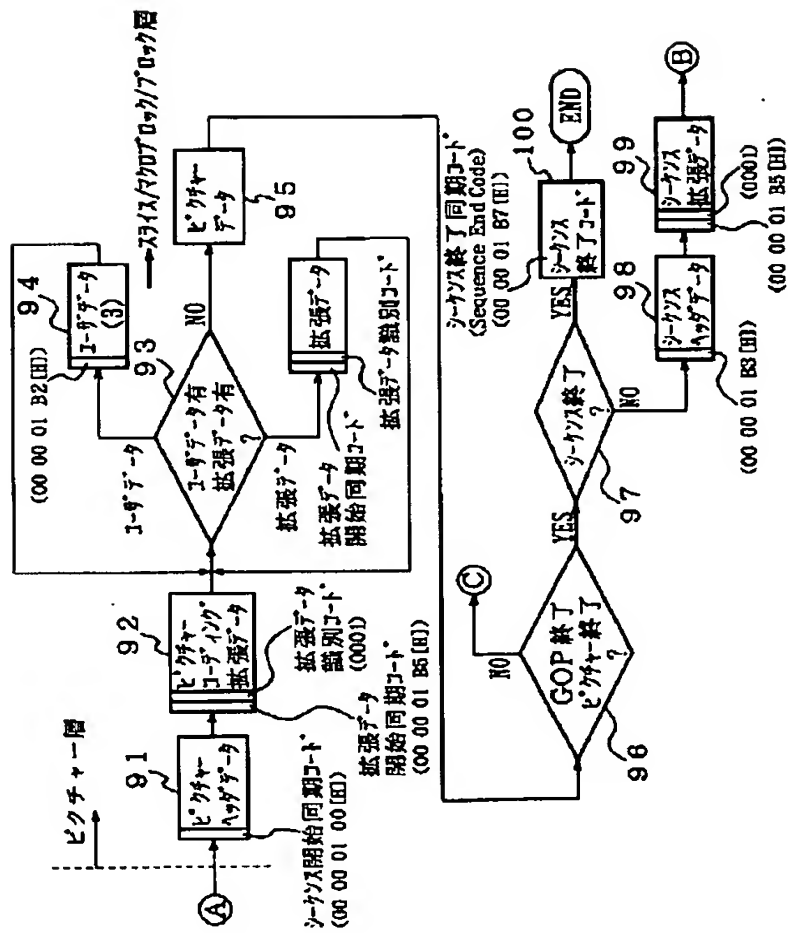 ピクチャー層
Ⓐ
91
ピクチャー
ヘッダデータ
シーケンス開始同期コード
(00 00 01 00[H])
92
ピクチャー
コーディング
拡張データ
拡張データ
識別コード
(0001)
拡張データ
開始同期コード
(00 00 01 B5[H])
ユーザデータ有
拡張データ有
?
93
ユーザデータ
(00 00 01 B2[H])
94
ユーザデータ
(3)
拡張データ
拡張データ
開始同期コード
拡張データ
拡張データ識別コード
NO
スライス/マクロブロック/ブロック層
ピクチャー
データ
95
GOP終了
ピクチャー終了
?
96
NO
Ⓒ
YES
シーケンス終了
?
97
YES
シーケンス終了同期コード
(Sequence End Code)
(00 00 01 B7[H])
シーケンス
終了コード
100
END
NO
98
シーケンス
ヘッダデータ
(00 00 01 B3[H])
99
シーケンス
拡張データ
(0001)
(00 00 01 B5[H])
Ⓑ